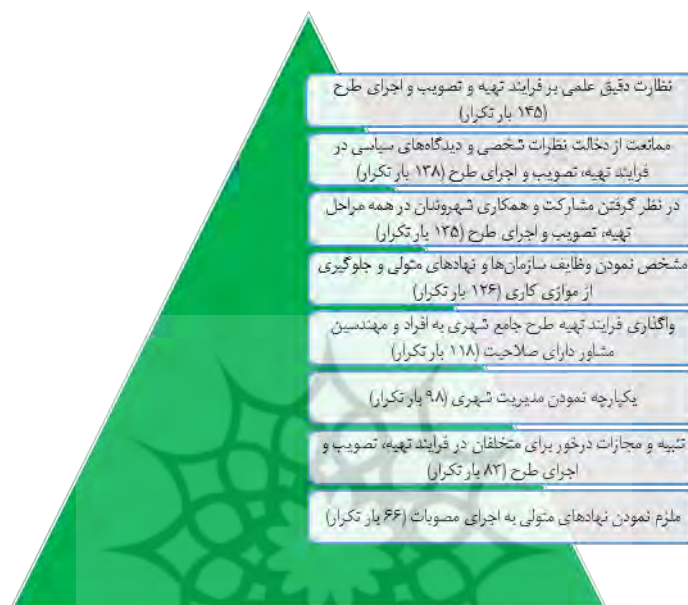 نظارت دقیق علمی بر فرایند تهیه و تصویب و اجرای طرح
(۱۴۵ بار تکرار)
ممانعت از دخالت نظرات شخصی و دیدگاه‌های سیاسی در
فرایند تهیه، تصویب و اجرای طرح (۱۳۸ بار تکرار)
در نظر گرفتن مشارکت و همکاری شهروندان در همه مراحل
تهیه، تصویب و اجرای طرح (۱۳۵ بار تکرار)
مشخص نمودن وظایف سازمان‌ها و نهادهای متولی و جلوگیری
از موازی کاری (۱۲۶ بار تکرار)
واگذاری فرایند تهیه طرح جامع شهری به افراد و مهندسین
مشاور دارای صلاحیت (۱۱۸ بار تکرار)
یکپارچه نمودن مدیریت شهری (۹۸ بار تکرار)
تنبیه و مجازات درخور برای متخلفان در فرایند تهیه، تصویب و
اجرای طرح (۸۳ بار تکرار)
ملزم نمودن نهادهای متولی به اجرای مصوبات (۶۶ بار تکرار)